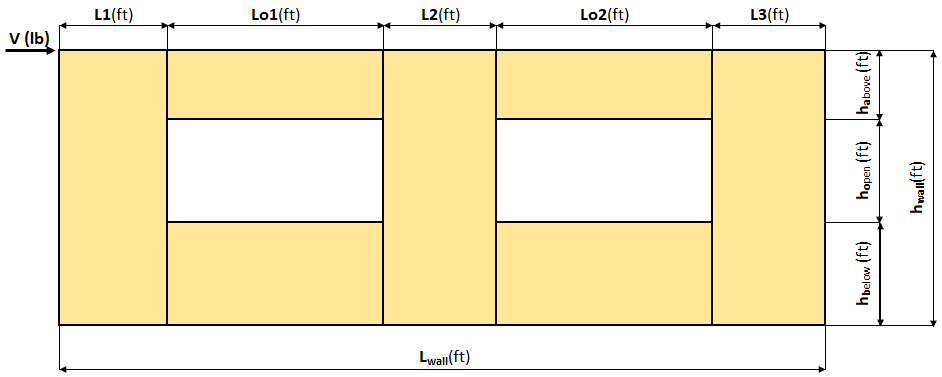 L1(ft) Lo1(ft) L2(ft) Lo2(ft) L3(ft)
V (lb)
habove (ft)
hopen (ft)
hbelow (ft)
hwall(ft)
Lwall(ft)